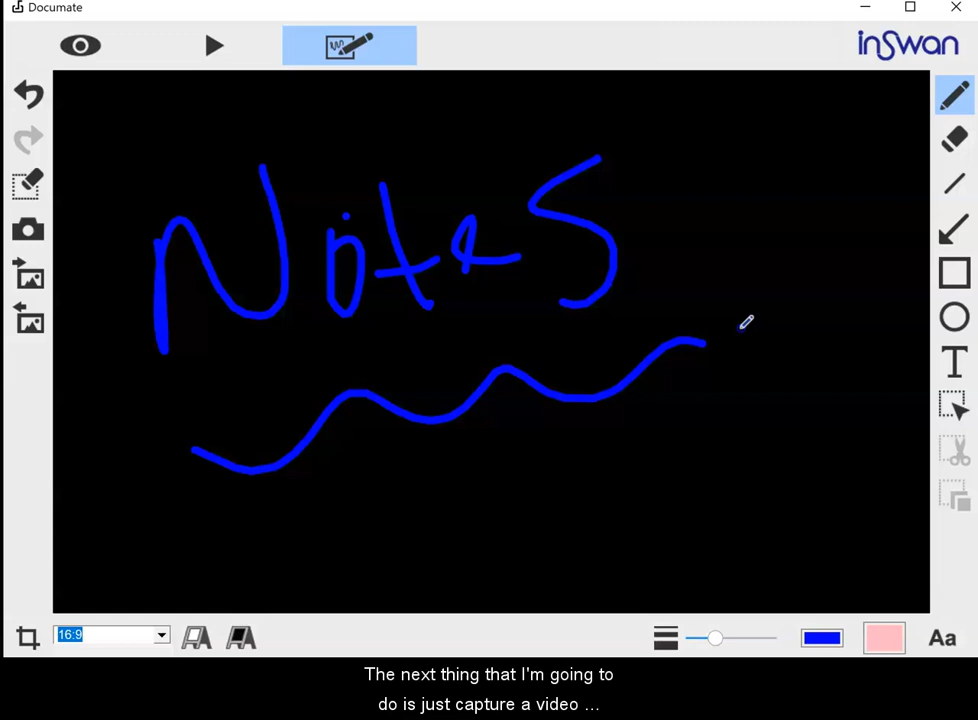 Documate
inSwan
Notes
T
16:9
Aa
The next thing that I'm going to
do is just capture a video ...